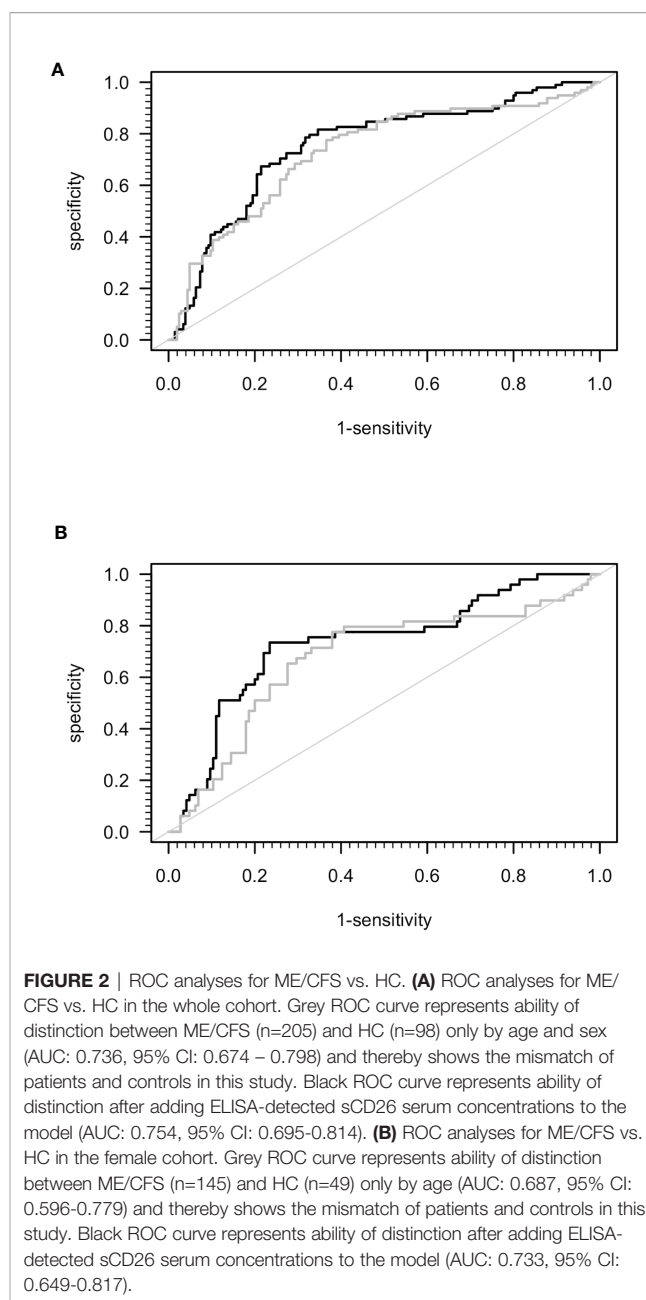 A
1.0
0.8
0.6
0.4
0.2
0.0
specificity
0.0 0.2 0.4 0.6 0.8 1.0
1-sensitivity
B
1.0
0.8
0.6
0.4
0.2
0.0
specificity
0.0 0.2 0.4 0.6 0.8 1.0
1-sensitivity
FIGURE 2 | ROC analyses for ME/CFS vs. HC. (A) ROC analyses for ME/
CFS vs. HC in the whole cohort. Grey ROC curve represents ability of
distinction between ME/CFS (n=205) and HC (n=98) only by age and sex
(AUC: 0.736, 95% CI: 0.674 – 0.798) and thereby shows the mismatch of
patients and controls in this study. Black ROC curve represents ability of
distinction after adding ELISA-detected sCD26 serum concentrations to the
model (AUC: 0.754, 95% CI: 0.695-0.814). (B) ROC analyses for ME/CFS vs.
HC in the female cohort. Grey ROC curve represents ability of distinction
between ME/CFS (n=145) and HC (n=49) only by age (AUC: 0.687, 95% CI:
0.596-0.779) and thereby shows the mismatch of patients and controls in this
study. Black ROC curve represents ability of distinction after adding ELISA-
detected sCD26 serum concentrations to the model (AUC: 0.733, 95% CI:
0.649-0.817).